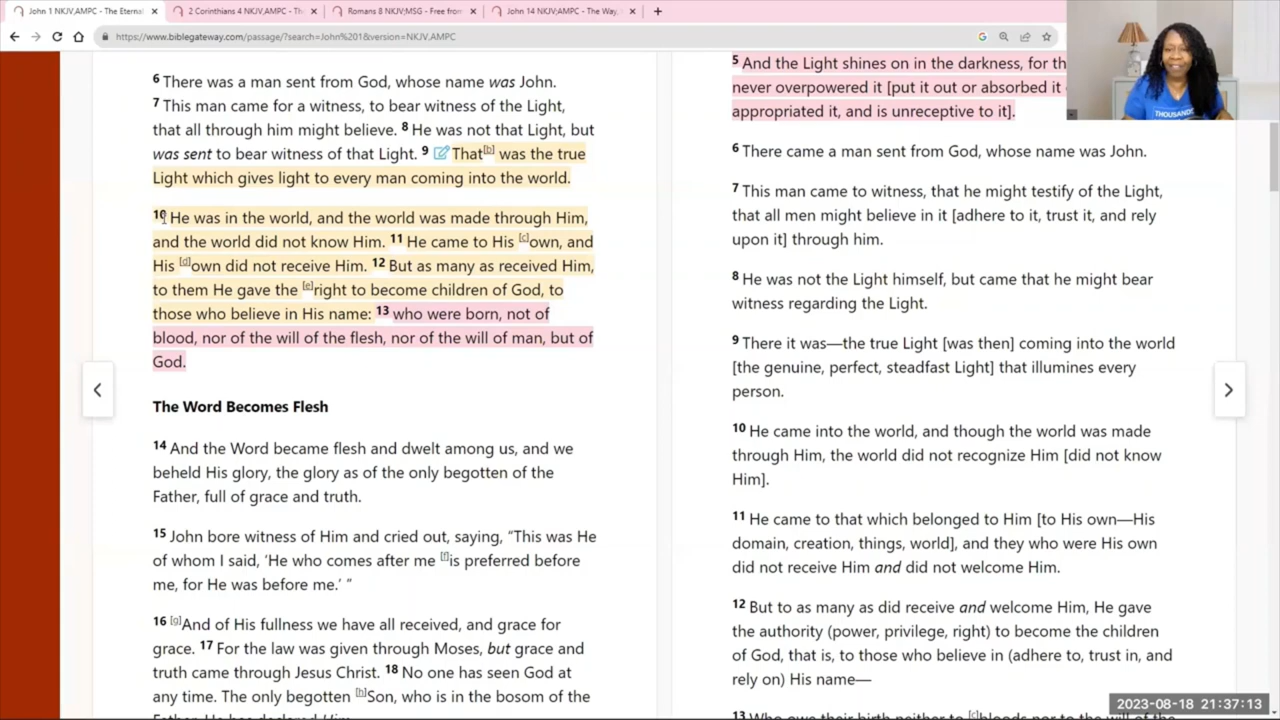 John 1 NKJV,AMPC - The Eterna
2 Corinthians 4 NKJV,AMPC - Th
Romans 8 NKJV;MSG - Free from
John 14 NKJV;AMPC - The Way,
https://www.biblegateway.com/passage/?search=John%201&version=NKJV,AMPC
6 There was a man sent from God, whose name was John.
7 This man came for a witness, to bear witness of the Light,
that all through him might believe. 8 He was not that Light, but
was sent to bear witness of that Light. 9 That[b] was the true
Light which gives light to every man coming into the world.
10 He was in the world, and the world was made through Him,
and the world did not know Him. 11 He came to His [c]own, and
His [d]own did not receive Him. 12 But as many as received Him,
to them He gave the [e]right to become children of God, to
those who believe in His name: 13 who were born, not of
blood, nor of the will of the flesh, nor of the will of man, but of
God.
The Word Becomes Flesh
14 And the Word became flesh and dwelt among us, and we
beheld His glory, the glory as of the only begotten of the
Father, full of grace and truth.
15 John bore witness of Him and cried out, saying, “This was He
of whom I said, ‘He who comes after me [f]is preferred before
me, for He was before me.’ ”
16 [g]And of His fullness we have all received, and grace for
grace. 17 For the law was given through Moses, but grace and
truth came through Jesus Christ. 18 No one has seen God at
any time. The only begotten [h]Son, who is in the bosom of the
Father, He has declared Him.
5 And the Light shines on in the darkness, for th
never overpowered it [put it out or absorbed it
appropriated it, and is unreceptive to it].
6 There came a man sent from God, whose name was John.
7 This man came to witness, that he might testify of the Light,
that all men might believe in it [adhere to it, trust it, and rely
upon it] through him.
8 He was not the Light himself, but came that he might bear
witness regarding the Light.
9 There it was—the true Light [was then] coming into the world
[the genuine, perfect, steadfast Light] that illumines every
person.
10 He came into the world, and though the world was made
through Him, the world did not recognize Him [did not know
Him].
11 He came to that which belonged to Him [to His own—His
domain, creation, things, world], and they who were His own
did not receive Him and did not welcome Him.
12 But to as many as did receive and welcome Him, He gave
the authority (power, privilege, right) to become the children
of God, that is, to those who believe in (adhere to, trust in, and
rely on) His name—
13 Who owe their birth neither to [c]bloods nor to the will of the
THOUSAND
2023-08-18 21:37:13